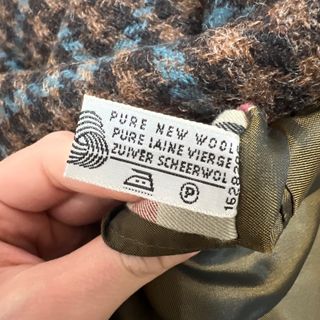 PURE NEW WOOL
PURE LAINE VIERGE
ZUIVER SCHEERWOL
P